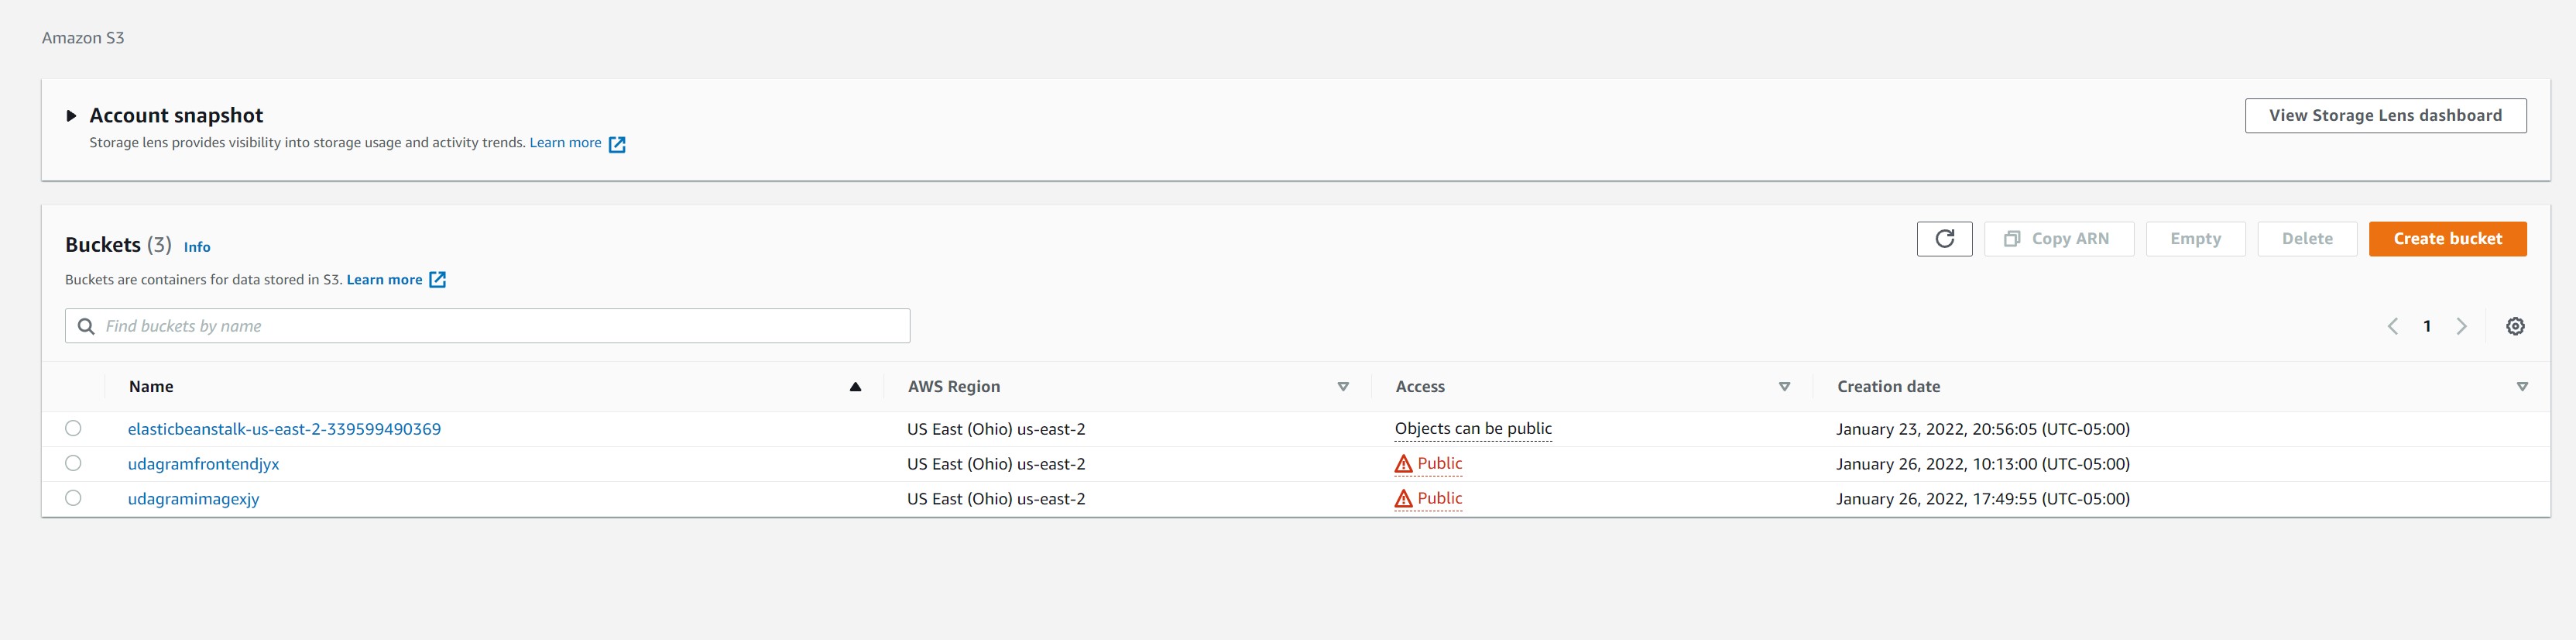 Amazon S3
Account snapshot
View Storage Lens dashboard
Storage lens provides visibility into storage usage and activity trends. Learn more
Buckets (3) Info
Copy ARN Empty Delete Create bucket
Buckets are containers for data stored in S3. Learn more
Find buckets by name
1
Name AWS Region Access Creation date
elasticbeanstalk-us-east-2-339599490369 US East (Ohio) us-east-2 Objects can be public January 23, 2022, 20:56:05 (UTC-05:00)
udagramfrontendjyx US East (Ohio) us-east-2 Public January 26, 2022, 10:13:00 (UTC-05:00)
udagramimagexjy US East (Ohio) us-east-2 Public January 26, 2022, 17:49:55 (UTC-05:00)